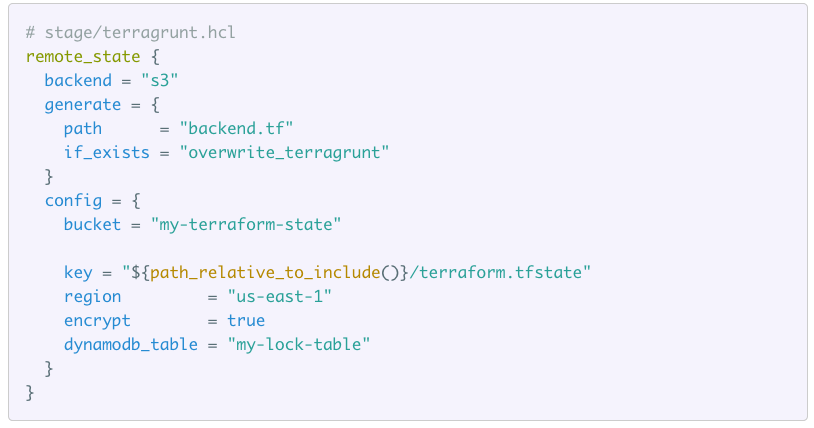 # stage/terragrunt.hcl
remote_state {
  backend = "s3"
  generate = {
    path      = "backend.tf"
    if_exists = "overwrite_terragrunt"
  }
  config = {
    bucket = "my-terraform-state"

    key = "${path_relative_to_include()}/terraform.tfstate"
    region         = "us-east-1"
    encrypt        = true
    dynamodb_table = "my-lock-table"
  }
}